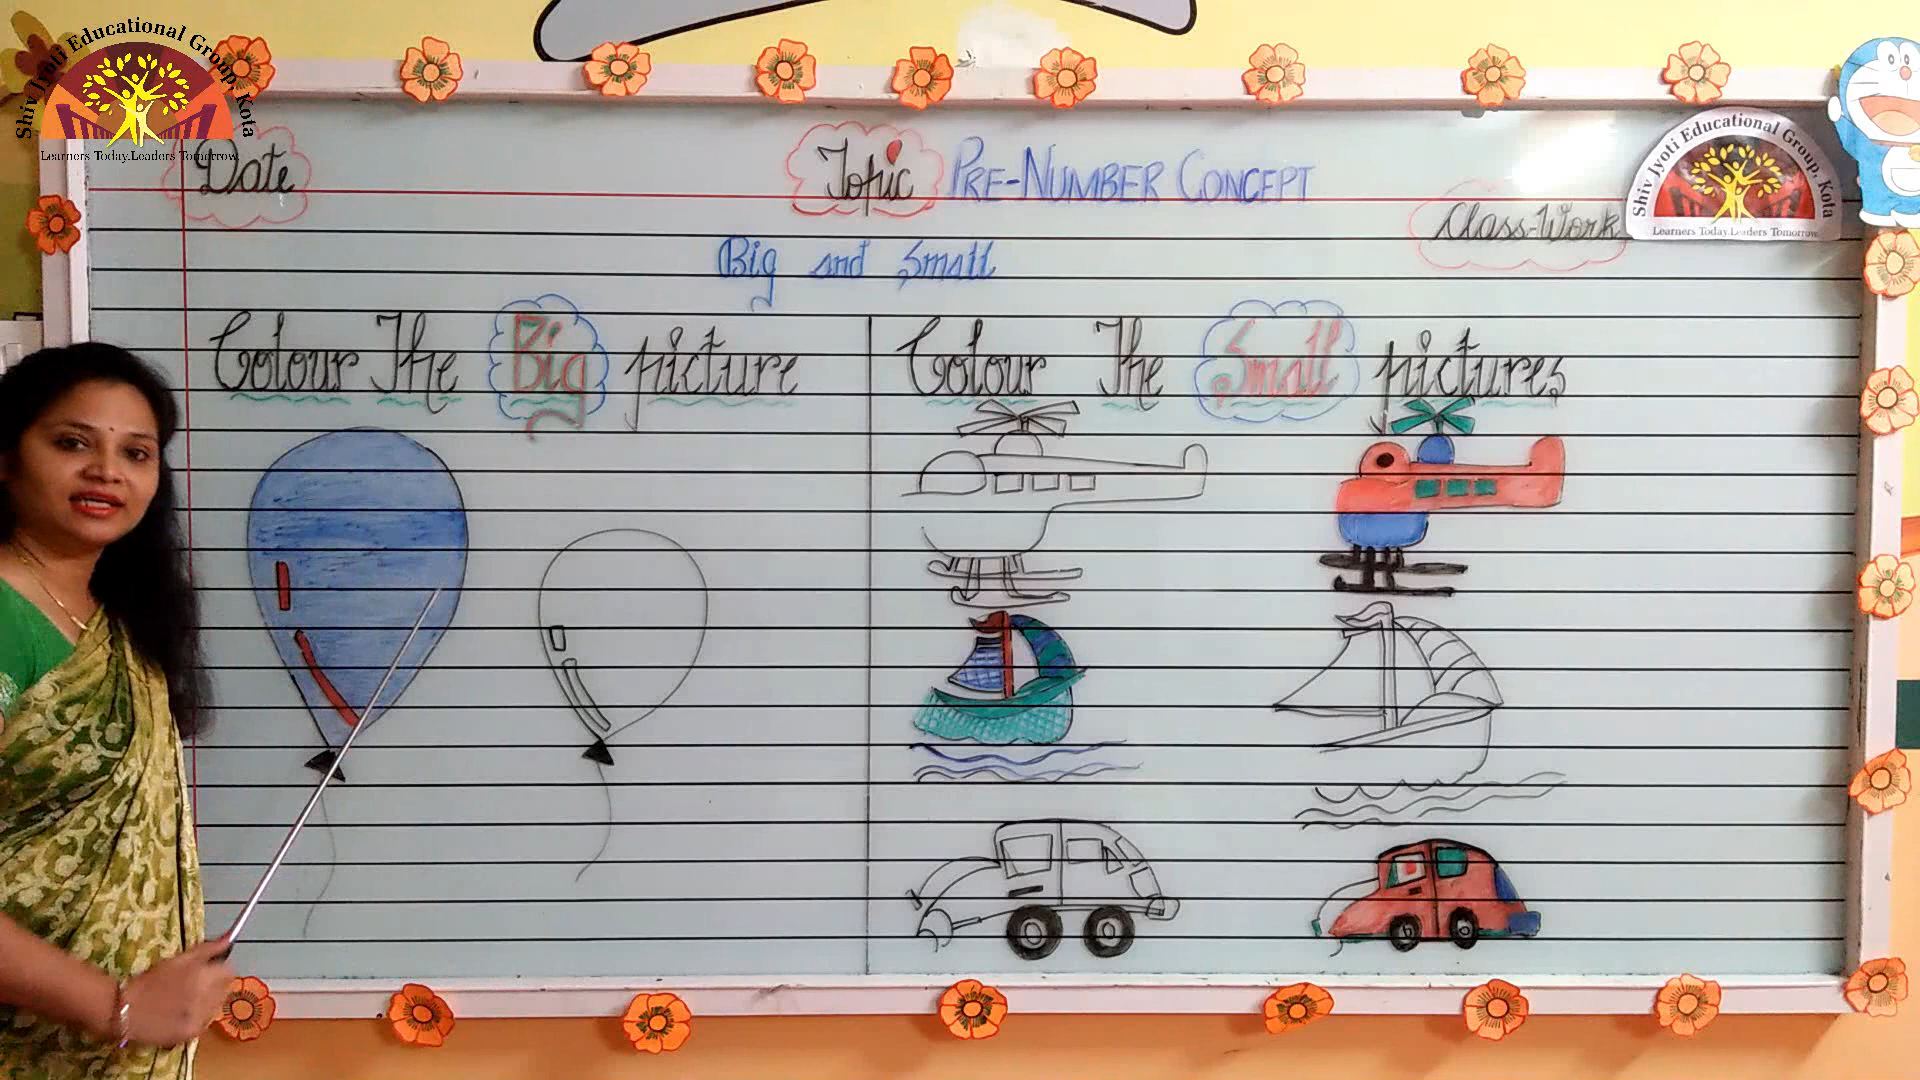 Shiv Jyoti Educational Group, Kota
Learners Today.Leaders Tomorrow.
Date
Topic PRE-NUMBER CONCEPT
Shiv Jyoti Educational Group, Kota
Learners Today.Leaders Tomorrow.
Class-Work
Big and Small
Colour The Big picture
Colour The Small pictures